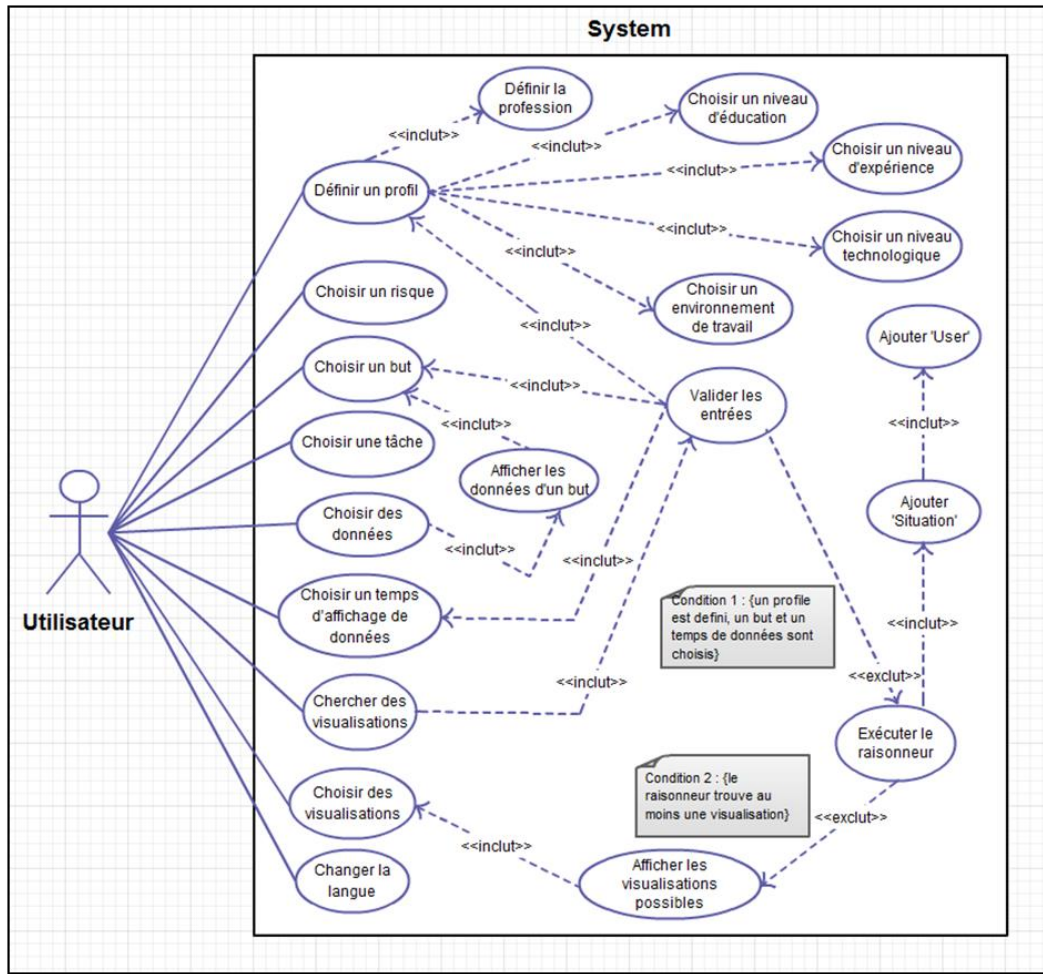 System
Définir la
profession
Choisir un niveau
d'éducation
<<inclut>>
<<inclut>>
Choisir un niveau
d'expérience
<<inclut>>
Définir un profil
<<inclut>>
Choisir un niveau
technologique
<<inclut>>
Choisir un
environnement
de travail
Choisir un risque
<<inclut>>
Ajouter 'User'
Choisir un but
<<inclut>>
Valider les
entrées
<<inclut>>
<<inclut>>
Choisir une tâche
Afficher les
données d'un but
Choisir des
données
Ajouter
'Situation'
<<inclut>>
<<inclut>>
Choisir un temps
d'affichage de
données
Utilisateur
Condition 1 : {un profile
est defini, un but et un
temps de données sont
choisis}
<<inclut>>
<<inclut>>
<<exclut>>
Chercher des
visualisations
Exécuter le
raisonneur
Condition 2 : {le
raisonneur trouve au
moins une visualisation}
Choisir des
visualisations
<<exclut>>
<<inclut>>
Changer la
langue
Afficher les
visualisations
possibles